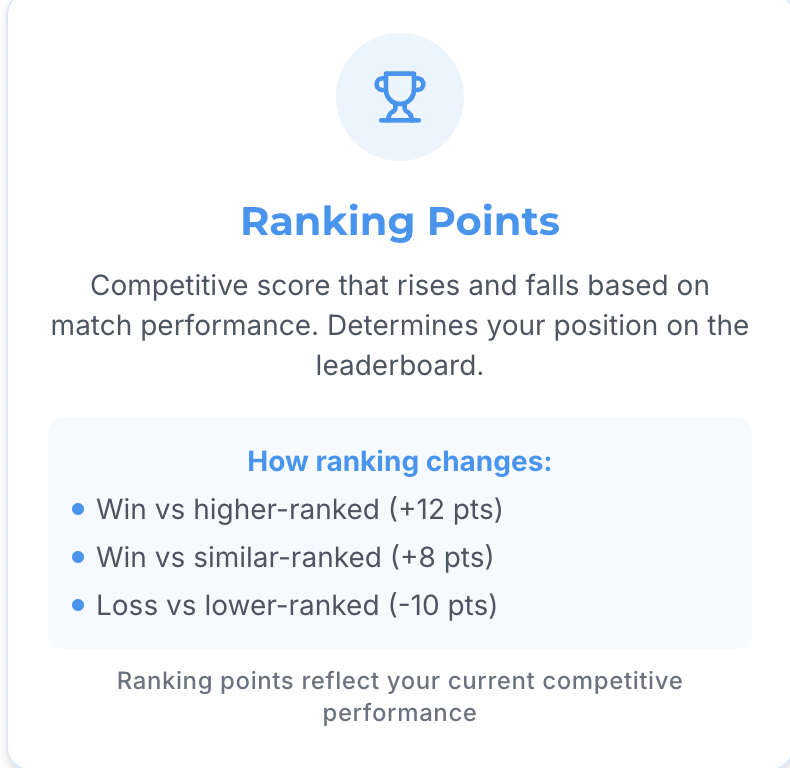 Ranking Points
Competitive score that rises and falls based on
match performance. Determines your position on the
leaderboard.
How ranking changes:
Win vs higher-ranked (+12 pts)
Win vs similar-ranked (+8 pts)
Loss vs lower-ranked (-10 pts)
Ranking points reflect your current competitive
performance